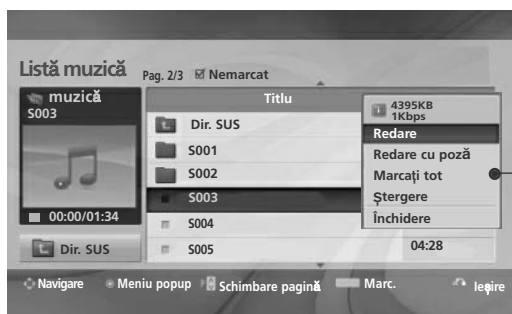 Listă muzică
Pag. 2/3
Nemarcat
muzică
S003
00:00/01:34
Dir. SUS
Titlu
Dir. SUS
S001
S002
S003
S004
S005
04:28
4395KB
1Kbps
Redare
Redare cu poză
Marcaţi tot
Ştergere
Închidere
Navigare
Meniu popup
Schimbare pagină
Marc.
Ieşire